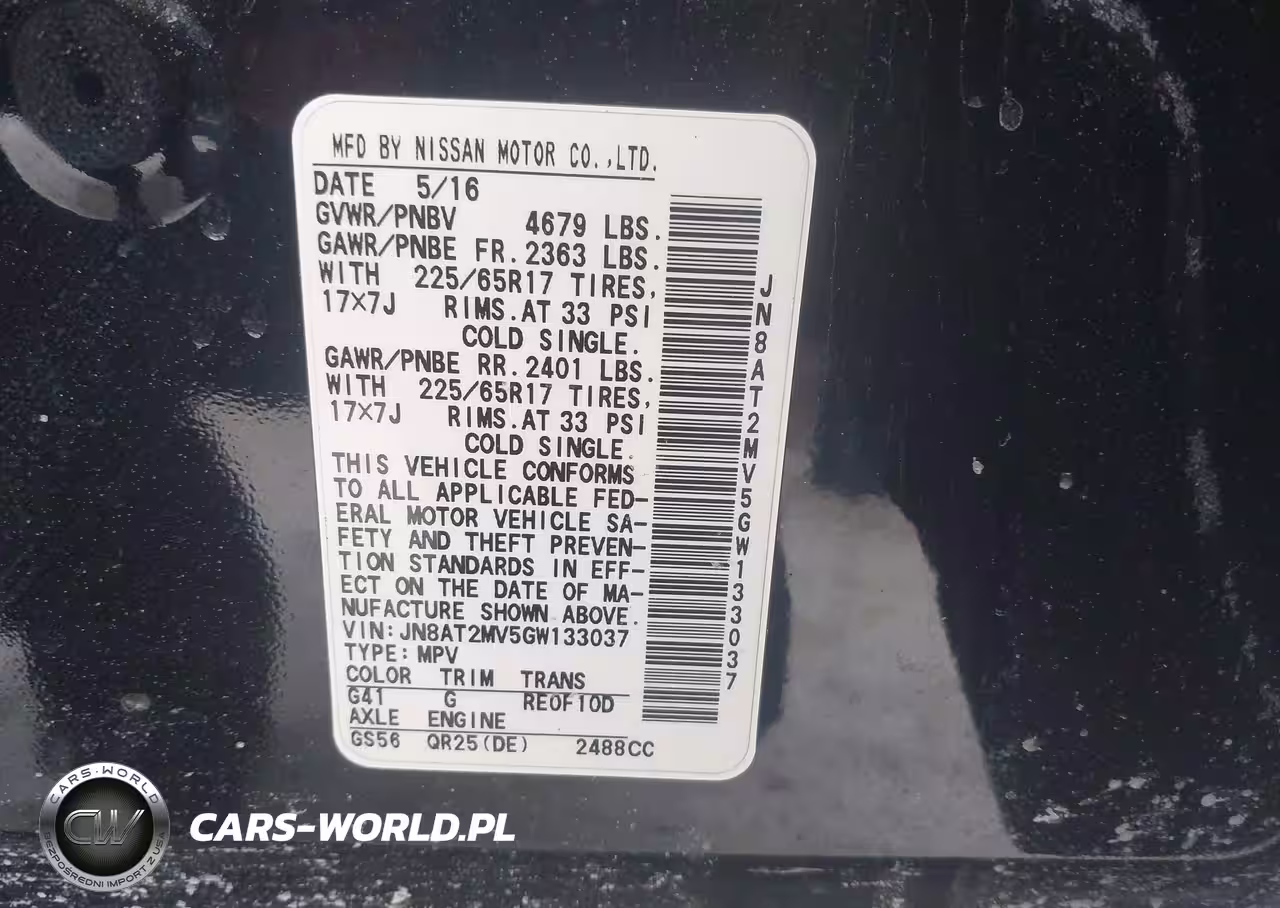 MFD BY NISSAN MOTOR CO.,LTD.
DATE 5/16
GVWR/PNBV 4679 LBS.
GAWR/PNBE FR.2363 LBS.
WITH 225/65R17 TIRES,
17×7J RIMS.AT 33 PSI
COLD SINGLE.
GAWR/PNBE RR.2401 LBS.
WITH 225/65R17 TIRES,
17×7J RIMS.AT 33 PSI
COLD SINGLE.
THIS VEHICLE CONFORMS
TO ALL APPLICABLE FED-
ERAL MOTOR VEHICLE SA-
FETY AND THEFT PREVEN-
TION STANDARDS IN EFF-
ECT ON THE DATE OF MA-
NUFACTURE SHOWN ABOVE.
VIN:JN8AT2MV5GW133037
TYPE:MPV
COLOR TRIM TRANS
G41 G RE0F10D
AXLE ENGINE
GS56 QR25(DE) 2488CC
JN8AT2MV5GW133037
CARS-WORLD
CW
BEZPOŚREDNI IMPORT Z USA
CARS-WORLD.PL